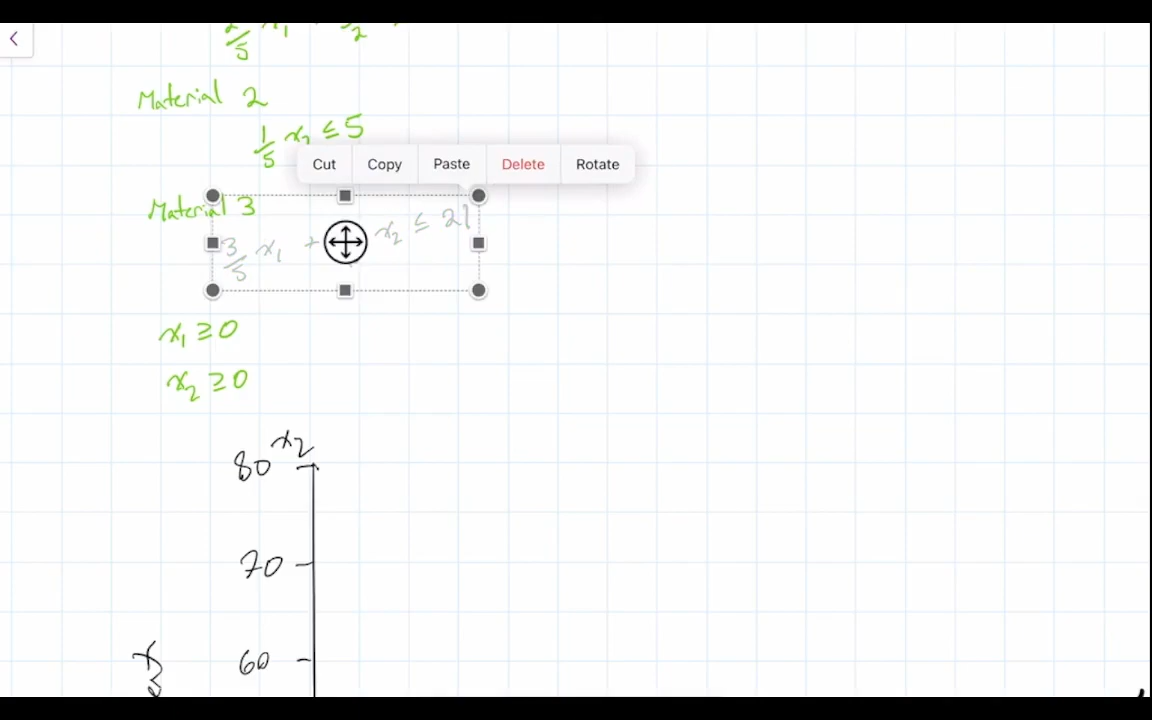 Material 2
1/5 x₂ ≤ 5
Cut Copy Paste Delete Rotate
Material 3
3/5 x₁ + x₂ ≤ 21
x₁ ≥ 0
x₂ ≥ 0
x₂
80
70
60